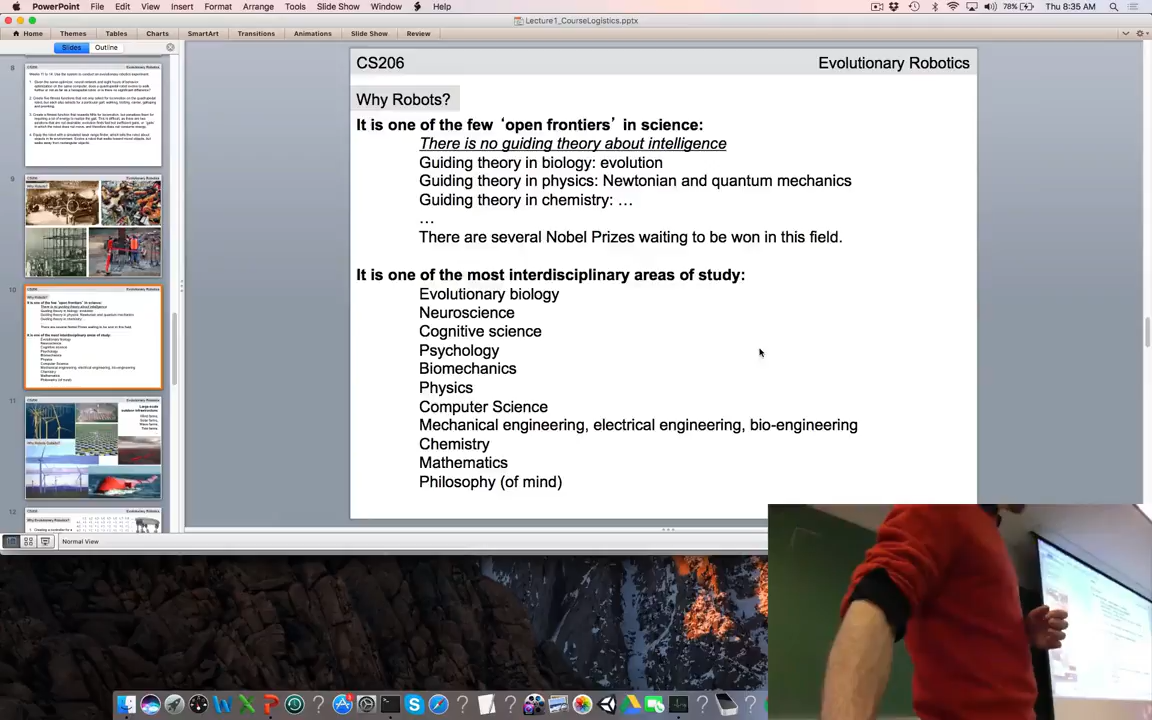 PowerPoint File Edit View Insert Format Arrange Tools Slide Show Window Help 78% Thu 8:35 AM
Lecture1_CourseLogistics.pptx
Home Themes Tables Charts SmartArt Transitions Animations Slide Show Review
Slides Outline
8
9
10
11
12
CS206 Evolutionary Robotics
Why Robots?
It is one of the few ‘open frontiers’ in science:
There is no guiding theory about intelligence
Guiding theory in biology: evolution
Guiding theory in physics: Newtonian and quantum mechanics
Guiding theory in chemistry: …
…
There are several Nobel Prizes waiting to be won in this field.
It is one of the most interdisciplinary areas of study:
Evolutionary biology
Neuroscience
Cognitive science
Psychology
Biomechanics
Physics
Computer Science
Mechanical engineering, electrical engineering, bio-engineering
Chemistry
Mathematics
Philosophy (of mind)
Normal View